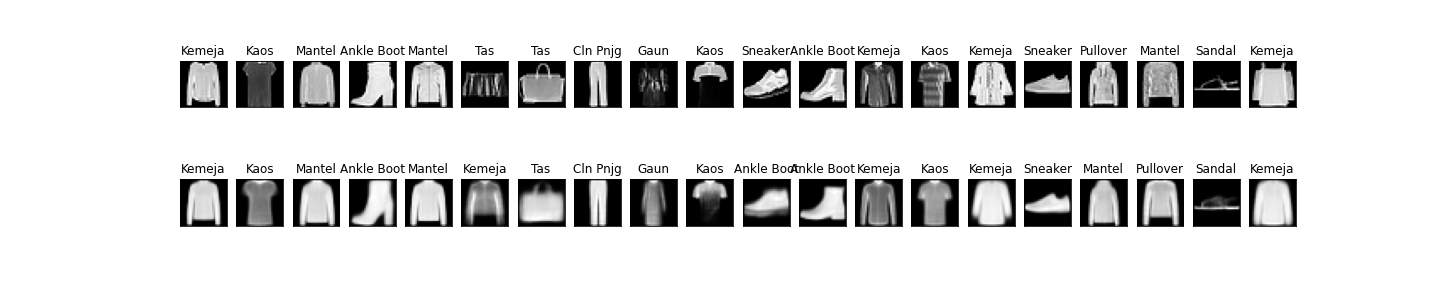 Kemeja Kaos Mantel Ankle Boot Mantel Tas Tas Cln Pnjg Gaun Kaos Sneaker Ankle Boot Kemeja Kaos Kemeja Sneaker Pullover Mantel Sandal Kemeja
Kemeja Kaos Mantel Ankle Boot Mantel Kemeja Tas Cln Pnjg Gaun Kaos Ankle Boot Ankle Boot Kemeja Kaos Kemeja Sneaker Mantel Pullover Sandal Kemeja